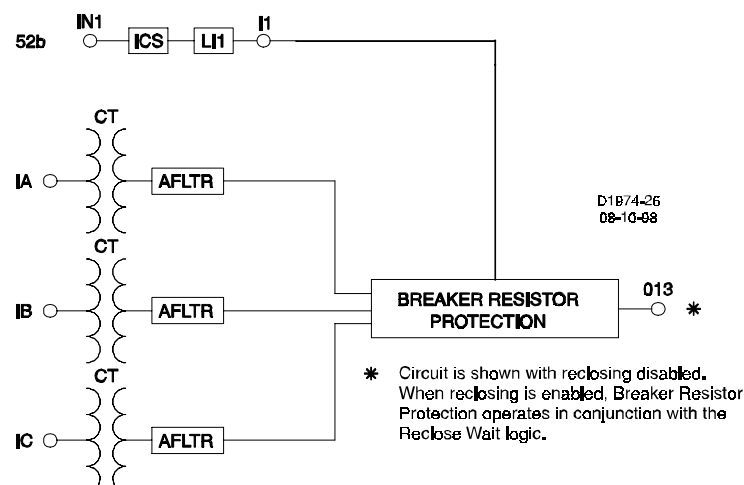 IN1
I1
52b
ICS
LI1
CT
IA
AFLTR
D1974-26
08-10-98
CT
IB
AFLTR
BREAKER RESISTOR
PROTECTION
013
*
CT
IC
AFLTR
* Circuit is shown with reclosing disabled.
When reclosing is enabled, Breaker Resistor
Protection operates in conjunction with the
Reclose Wait logic.